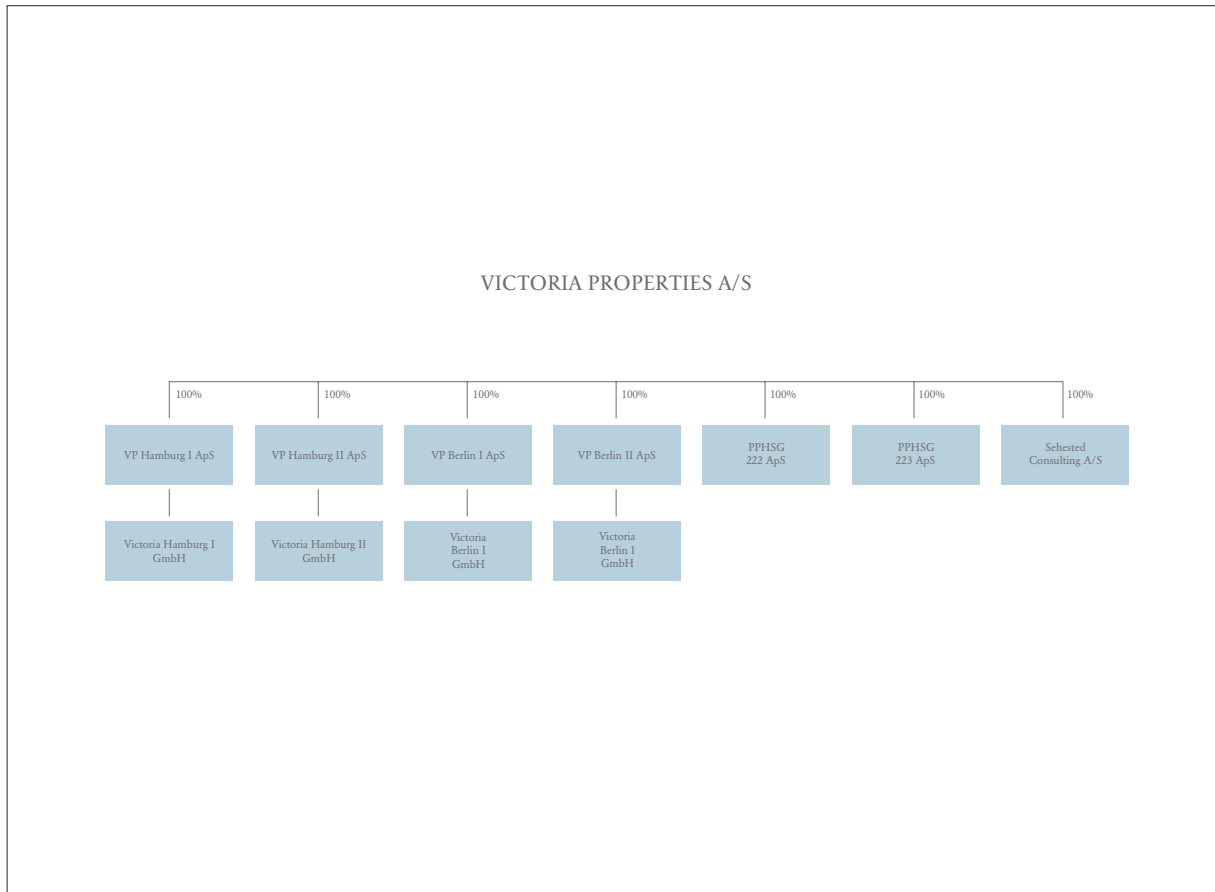 VICTORIA PROPERTIES A/S
100%
100%
100%
100%
100%
100%
100%
VP Hamburg I ApS
VP Hamburg II ApS
VP Berlin I ApS
VP Berlin II ApS
PPHSG
222 ApS
PPHSG
223 ApS
Sehested
Consulting A/S
Victoria Hamburg I
GmbH
Victoria Hamburg II
GmbH
Victoria
Berlin I
GmbH
Victoria
Berlin I
GmbH